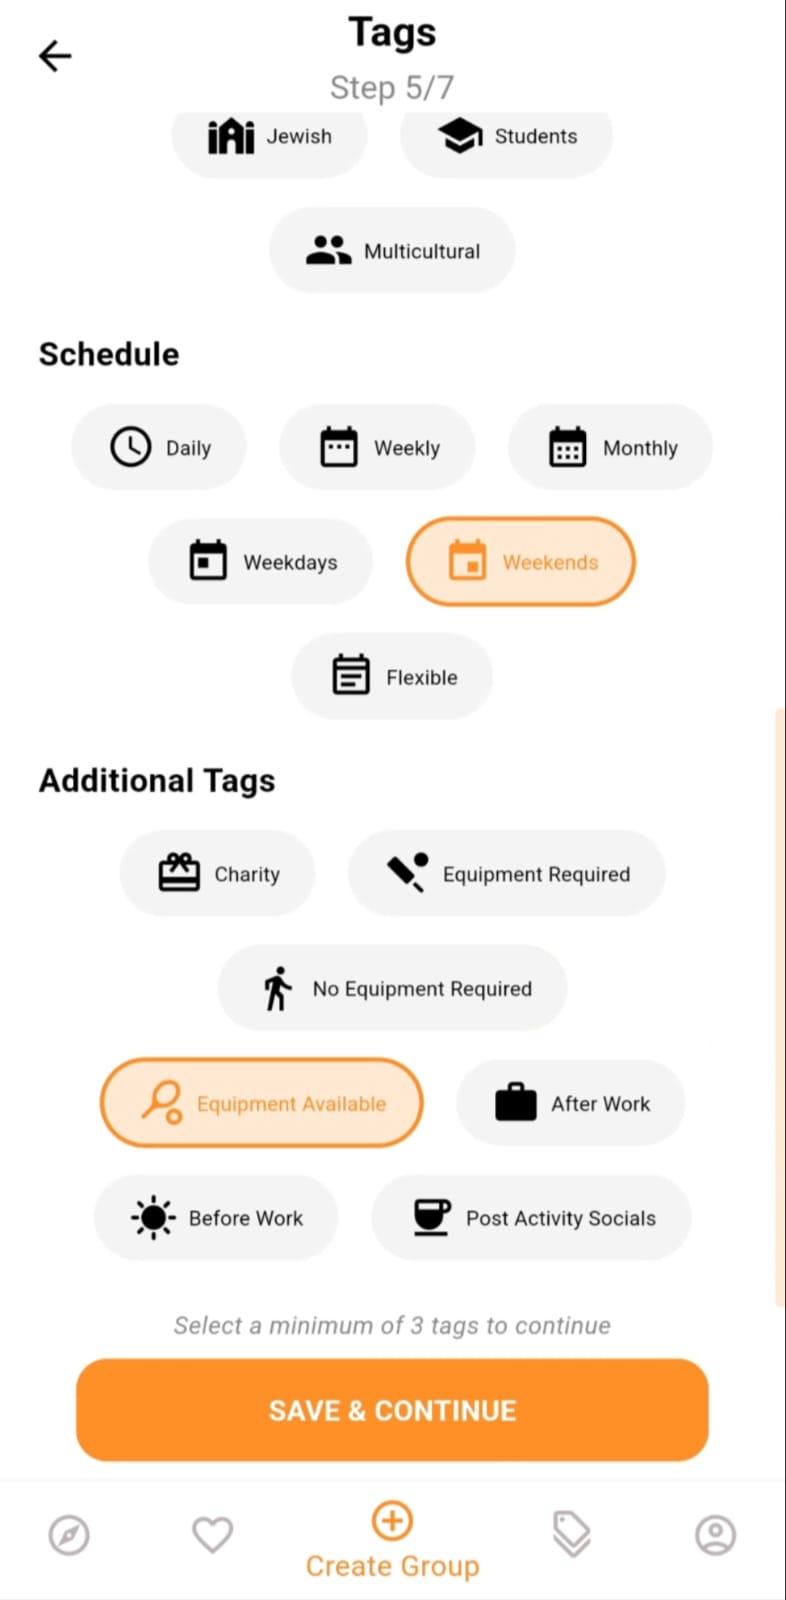 Tags
Step 5/7
Jewish Students
Multicultural
Schedule
Daily Weekly Monthly
Weekdays Weekends
Flexible
Additional Tags
Charity Equipment Required
No Equipment Required
Equipment Available After Work
Before Work Post Activity Socials
Select a minimum of 3 tags to continue
SAVE & CONTINUE
Create Group